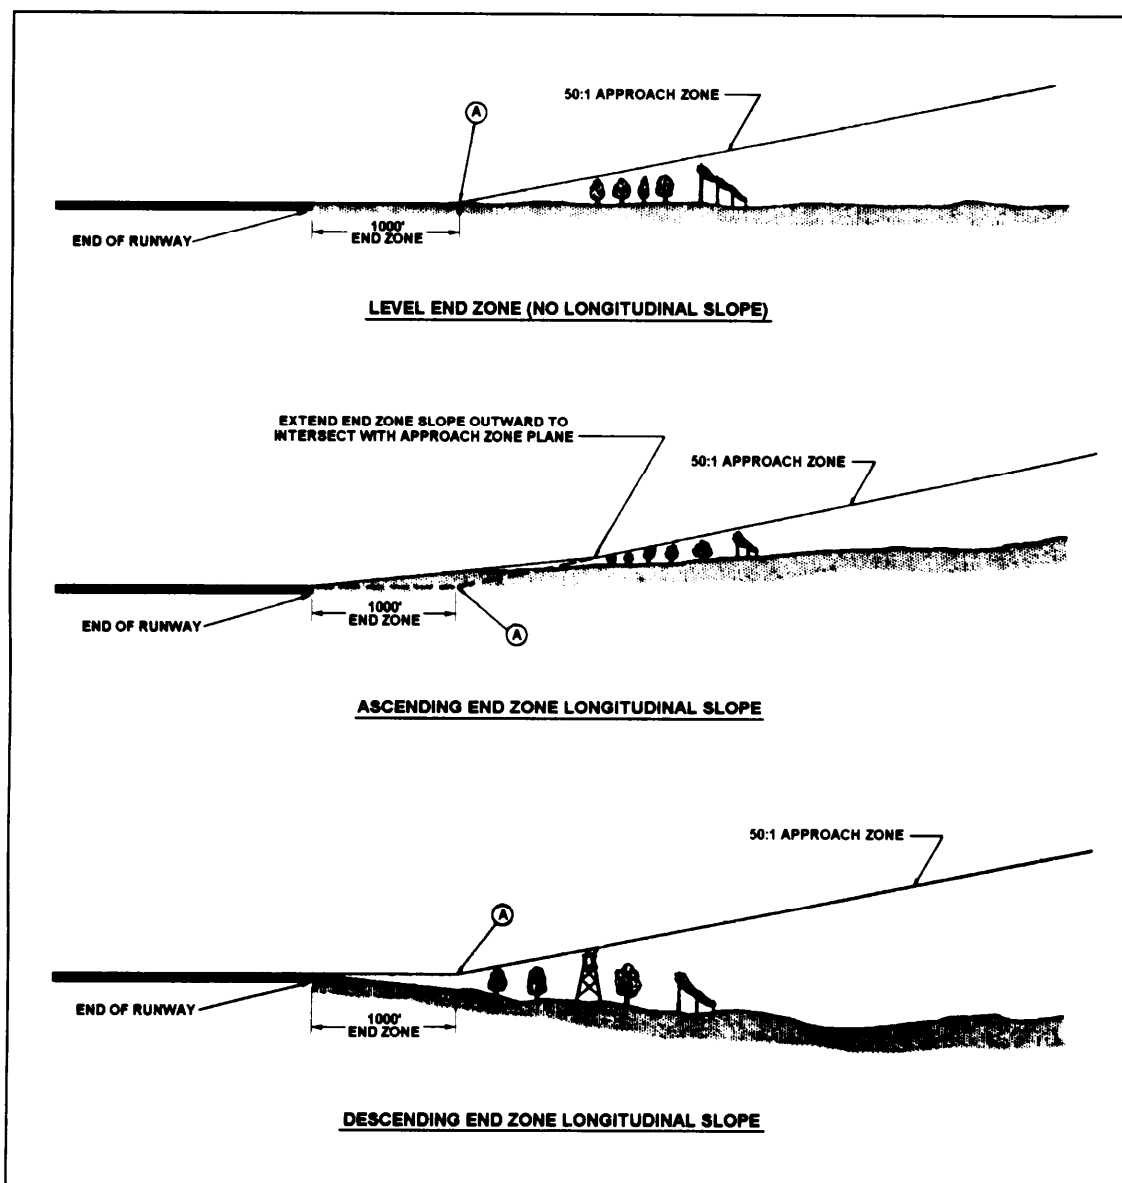 50:1 APPROACH ZONE
A
END OF RUNWAY
1000'
END ZONE
LEVEL END ZONE (NO LONGITUDINAL SLOPE)
EXTEND END ZONE SLOPE OUTWARD TO
INTERSECT WITH APPROACH ZONE PLANE
50:1 APPROACH ZONE
1000'
END ZONE
END OF RUNWAY
A
ASCENDING END ZONE LONGITUDINAL SLOPE
50:1 APPROACH ZONE
A
END OF RUNWAY
1000'
END ZONE
DESCENDING END ZONE LONGITUDINAL SLOPE